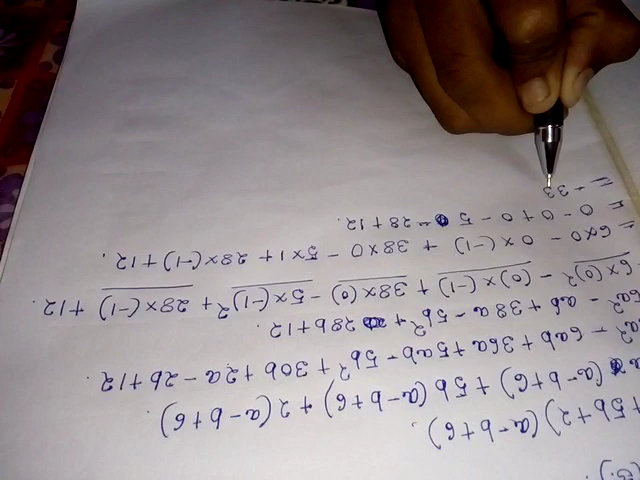 (B.)
+5b+2) (a-b+6).
(a-b+6) + 5b (a-b+6) + 2 (a-b+6).
a² - 6ab + 36a + 5ab - 5b² + 30b + 2a - 2b + 12.
6a² - ab + 38a - 5b² + 28b + 12.
6×(0)² - (0)×(-1) + 38×(0) - 5×(-1)² + 28×(-1) + 12.
= 6×0 - 0×(-1) + 38×0 - 5×1 + 28×(-1) + 12.
= 0 - 0 + 0 - 5 - 28 + 12.
= -33